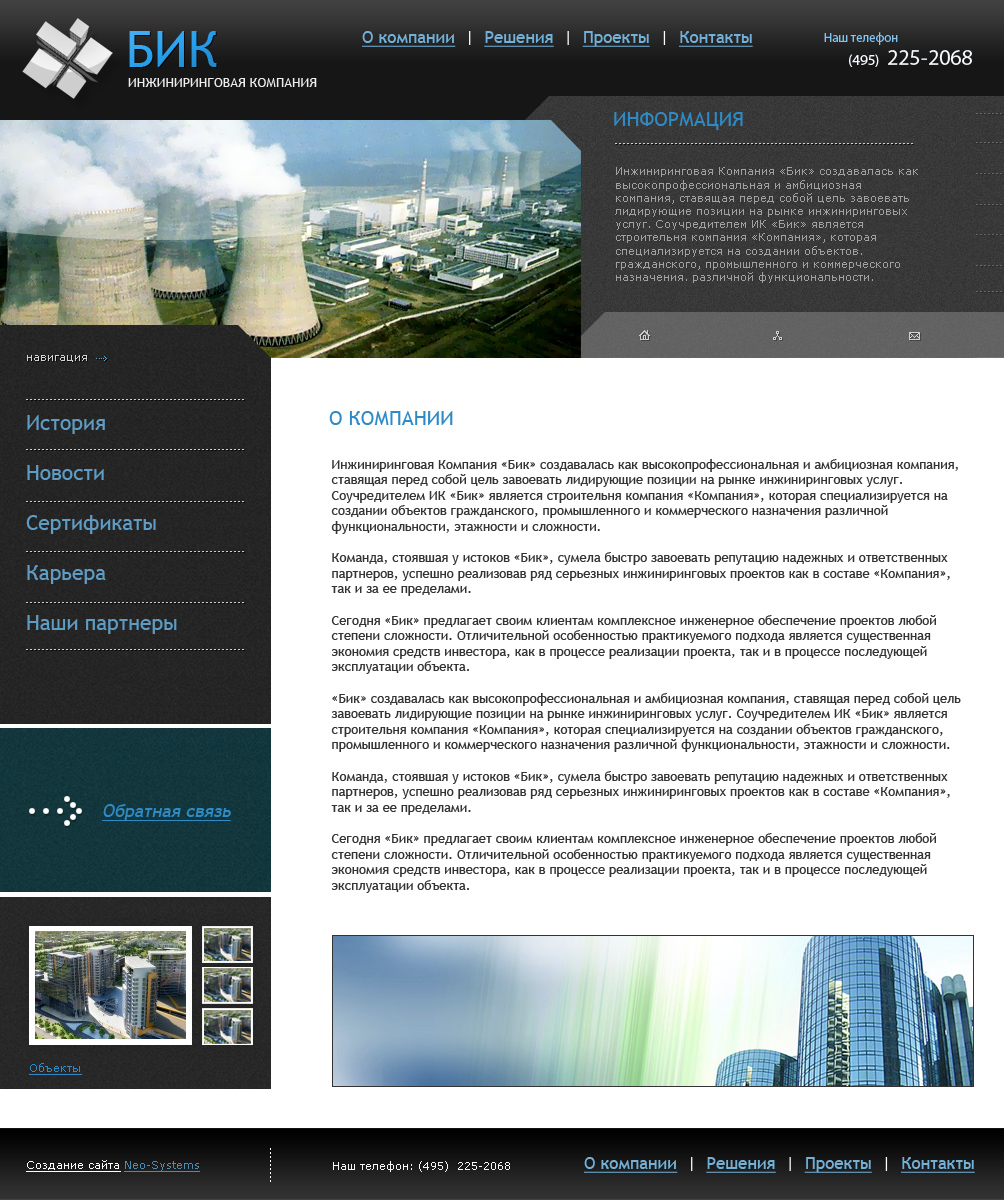 БИК
ИНЖИНИРИНГОВАЯ КОМПАНИЯ
О компании | Решения | Проекты | Контакты
Наш телефон
(495) 225-2068
ИНФОРМАЦИЯ
Инжиниринговая Компания «Бик» создавалась как
высокопрофессиональная и амбициозная
компания, ставящая перед собой цель завоевать
лидирующие позиции на рынке инжиниринговых
услуг. Соучредителем ИК «Бик» является
строительня компания «Компания», которая
специализируется на создании объектов.
гражданского, промышленного и коммерческого
назначения. различной функциональности.
навигация
История
Новости
Сертификаты
Карьера
Наши партнеры
Обратная связь
Объекты
О КОМПАНИИ
Инжиниринговая Компания «Бик» создавалась как высокопрофессиональная и амбициозная компания,
ставящая перед собой цель завоевать лидирующие позиции на рынке инжиниринговых услуг.
Соучредителем ИК «Бик» является строительня компания «Компания», которая специализируется на
создании объектов гражданского, промышленного и коммерческого назначения различной
функциональности, этажности и сложности.
Команда, стоявшая у истоков «Бик», сумела быстро завоевать репутацию надежных и ответственных
партнеров, успешно реализовав ряд серьезных инжиниринговых проектов как в составе «Компания»,
так и за ее пределами.
Сегодня «Бик» предлагает своим клиентам комплексное инженерное обеспечение проектов любой
степени сложности. Отличительной особенностью практикуемого подхода является существенная
экономия средств инвестора, как в процессе реализации проекта, так и в процессе последующей
эксплуатации объекта.
«Бик» создавалась как высокопрофессиональная и амбициозная компания, ставящая перед собой цель
завоевать лидирующие позиции на рынке инжиниринговых услуг. Соучредителем ИК «Бик» является
строительня компания «Компания», которая специализируется на создании объектов гражданского,
промышленного и коммерческого назначения различной функциональности, этажности и сложности.
Команда, стоявшая у истоков «Бик», сумела быстро завоевать репутацию надежных и ответственных
партнеров, успешно реализовав ряд серьезных инжиниринговых проектов как в составе «Компания»,
так и за ее пределами.
Сегодня «Бик» предлагает своим клиентам комплексное инженерное обеспечение проектов любой
степени сложности. Отличительной особенностью практикуемого подхода является существенная
экономия средств инвестора, как в процессе реализации проекта, так и в процессе последующей
эксплуатации объекта.
Создание сайта Neo-Systems
Наш телефон: (495) 225-2068
О компании | Решения | Проекты | Контакты